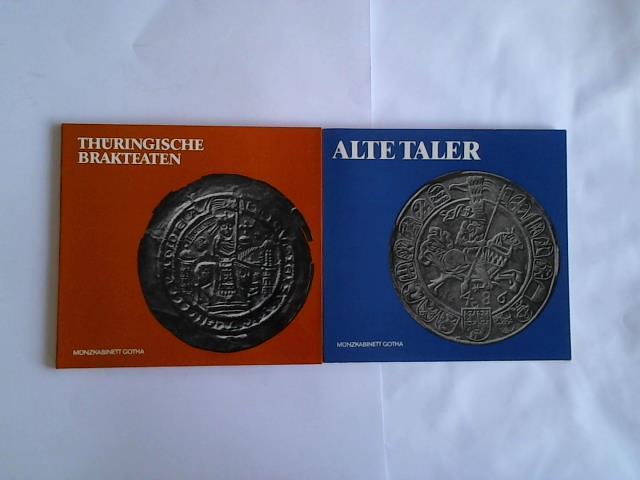 THÜRINGISCHE
BRAKTEATEN
MÜNZKABINETT GOTHA
ALTE TALER
MÜNZKABINETT GOTHA